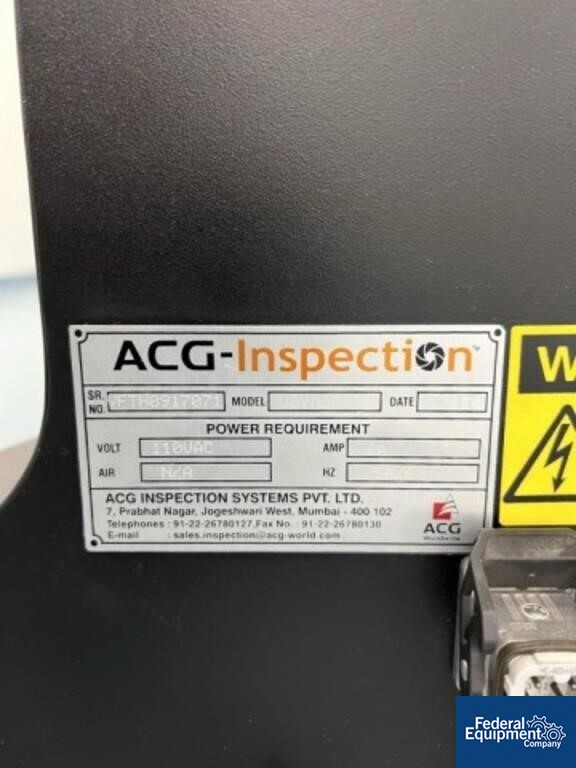 ACG-Inspection™
SR. NO. MODEL DATE
POWER REQUIREMENT
VOLT 110VAC AMP
AIR N/A HZ
ACG INSPECTION SYSTEMS PVT. LTD.
7, Prabhat Nagar, Jogeshwari West, Mumbai - 400 102
Telephones : 91-22-26780127,Fax No. : 91-22-26780130
E-mail : sales.inspection@acg-world.com
ACG
Worldwide
W
Federal
Equipment
Company